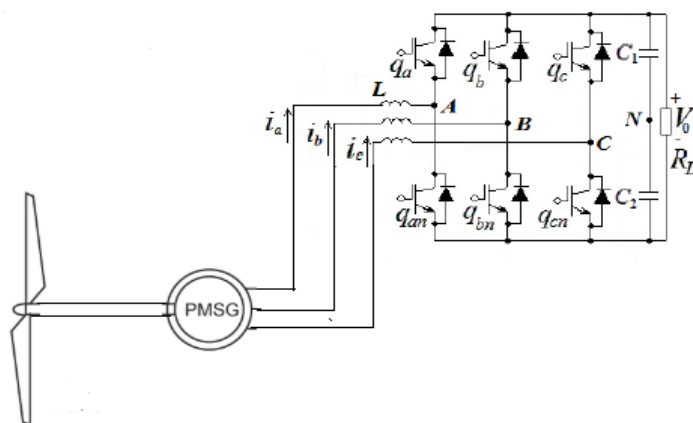 q_a
q_b
q_c
C_1
L
A
N
V_0
+
-
i_a
i_b
B
i_c
C
R_L
q_an
q_bn
q_cn
C_2
PMSG